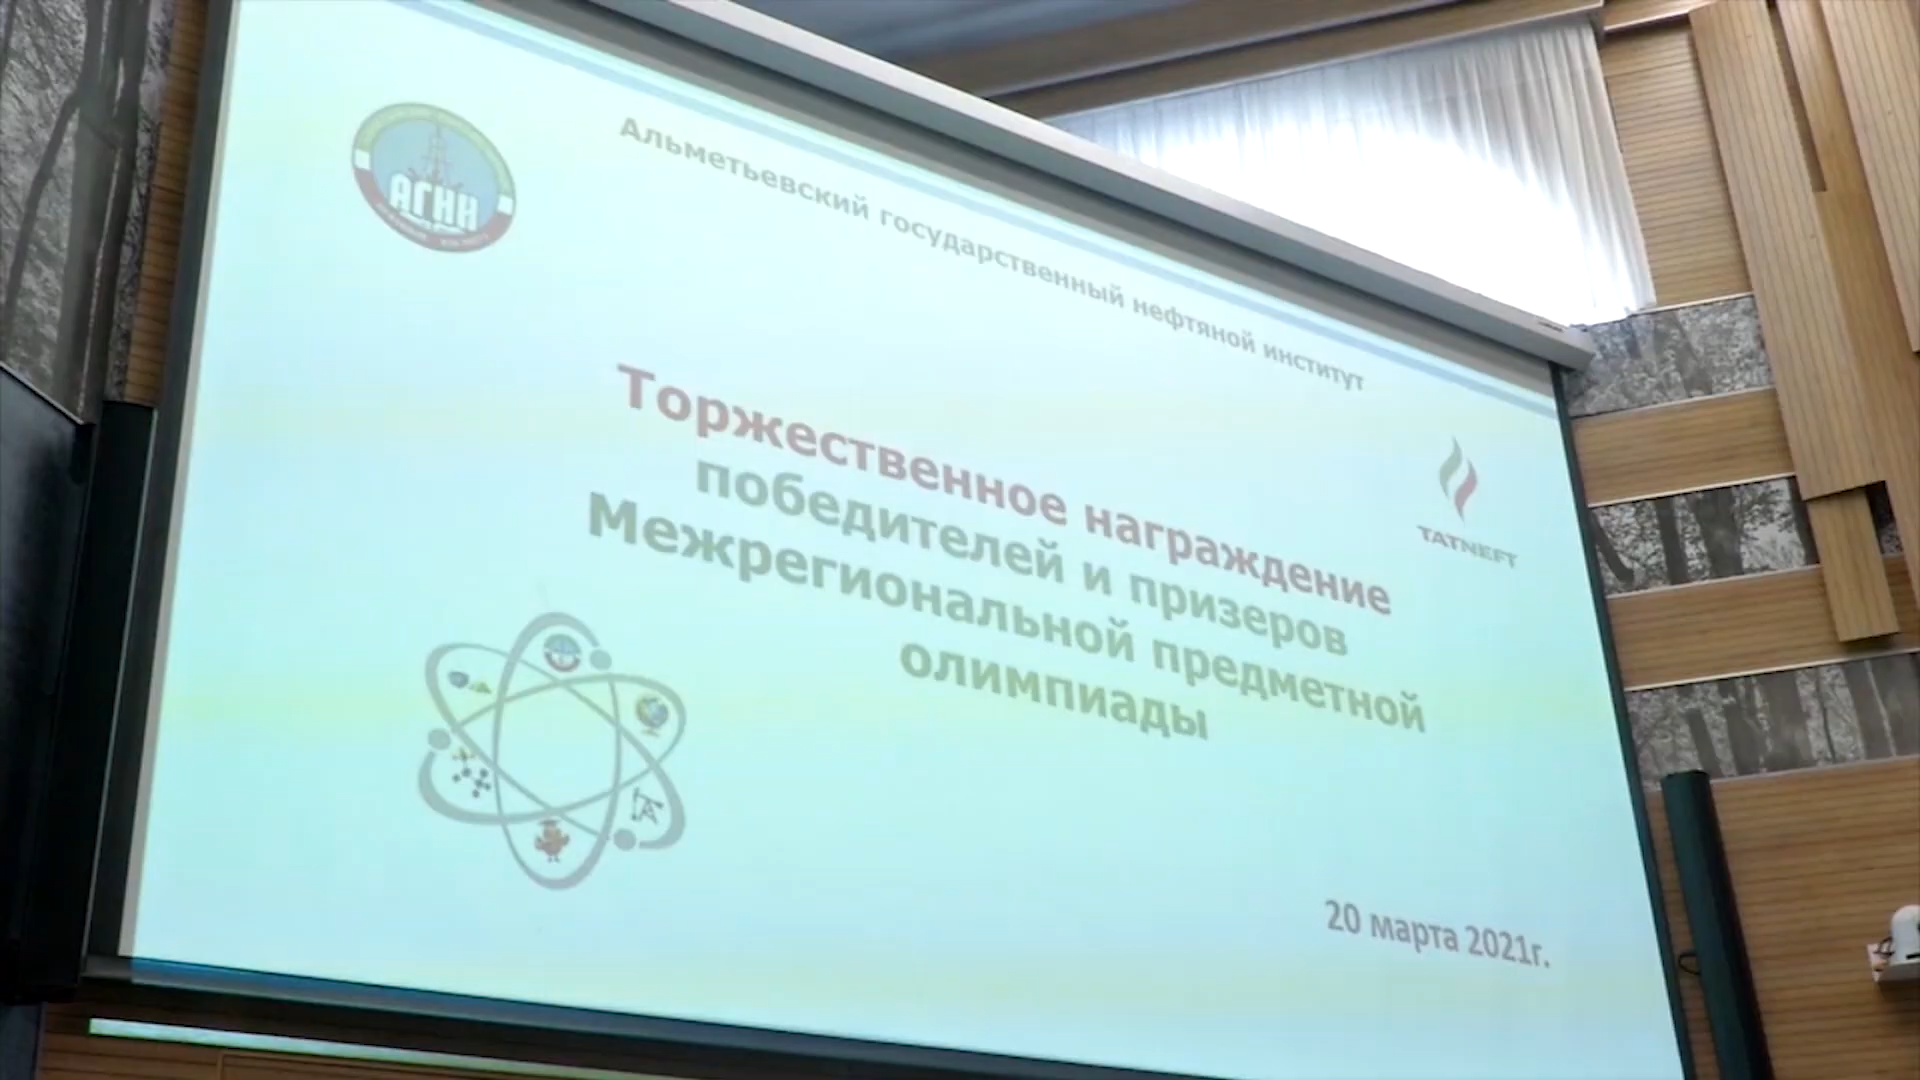 Альметьевский государственный нефтяной институт
АГНИ
Торжественное награждение
победителей и призеров
Межрегиональной предметной
олимпиады
TATNEFT
20 марта 2021г.